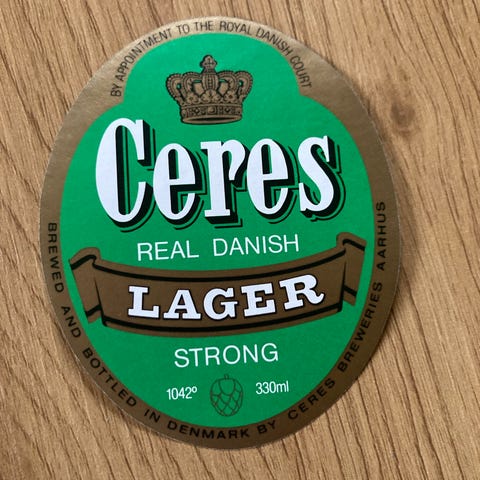 BY APPOINTMENT TO THE ROYAL DANISH COURT
Ceres
REAL DANISH
LAGER
STRONG
1042º 330ml
BREWED AND BOTTLED IN DENMARK BY CERES BREWERIES AARHUS